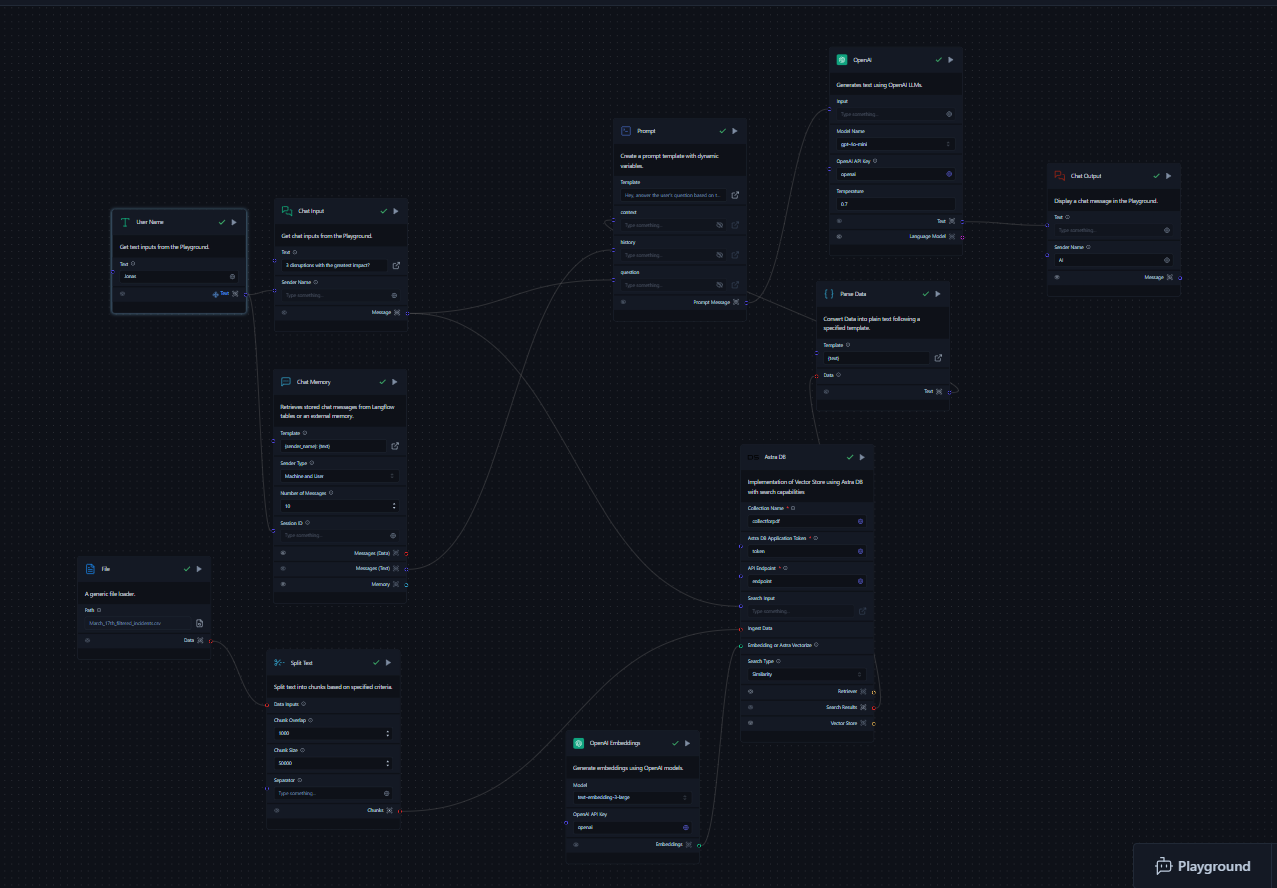 User Name
Get text inputs from the Playground.
Text
Jonas
Text
Chat Input
Get chat inputs from the Playground.
Text
3 disruptions with the greatest impact?
Sender Name
Type something...
Message
Chat Memory
Retrieves stored chat messages from Langflow
tables or an external memory.
Template
{sender_name}: {text}
Sender Type
Machine and User
Number of Messages
10
Session ID
Type something...
Messages (Data)
Messages (Text)
Memory
File
A generic file loader.
Path
March_17th_filtered_incidents.csv
Data
Split Text
Split text into chunks based on specified criteria.
Data Inputs
Chunk Overlap
1000
Chunk Size
50000
Separator
Type something...
Chunks
Prompt
Create a prompt template with dynamic
variables.
Template
Hey, answer the user's question based on t...
context
Type something...
history
Type something...
question
Type something...
Prompt Message
OpenAI
Generates text using OpenAI LLMs.
Input
Type something...
Model Name
gpt-4o-mini
OpenAI API Key
openai
Temperature
0.7
Text
Language Model
Chat Output
Display a chat message in the Playground.
Text
Type something...
Sender Name
AI
Message
Parse Data
Convert Data into plain text following a
specified template.
Template
{text}
Data
Text
Astra DB
Implementation of Vector Store using Astra DB
with search capabilities
Collection Name *
Astra DB Application Token *
token
API Endpoint *
endpoint
Search Input
Type something...
Ingest Data
Embedding or Astra Vectorize
Search Type
Similarity
Retriever
Search Results
Vector Store
OpenAI Embeddings
Generate embeddings using OpenAI models.
Model
text-embedding-3-large
OpenAI API Key
openai
Embeddings
Playground